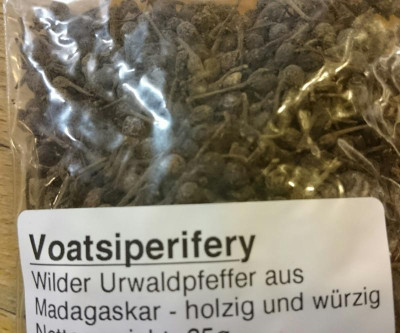 Voatsiperifery
Wilder Urwaldpfeffer aus
Madagaskar - holzig und würzig